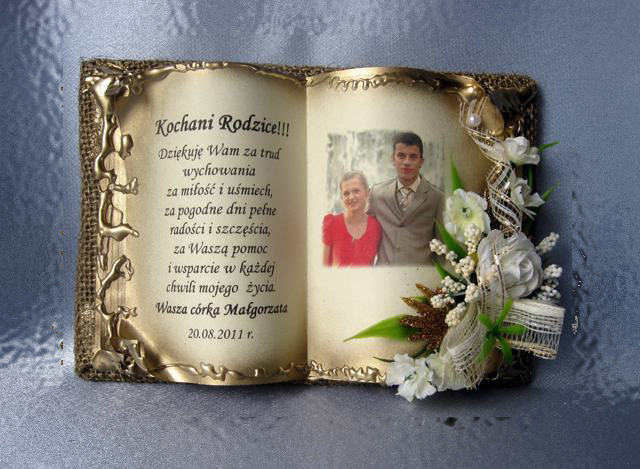 Kochani Rodzice!!!
Dziękuję Wam za trud
wychowania
za miłość i uśmiech,
za pogodne dni pełne
radości i szczęścia,
za Waszą pomoc
i wsparcie w każdej
chwili mojego życia.
Wasza córka Małgorzata
20.08.2011 r.